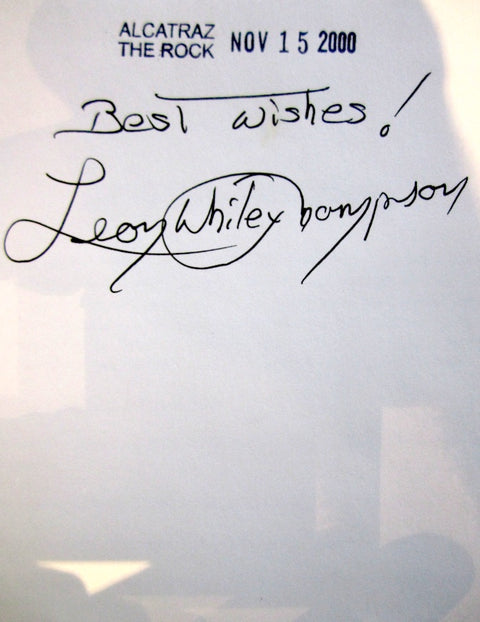 ALCATRAZ
THE ROCK NOV 15 2000
Best Wishes!
Leon Whitey Thompson